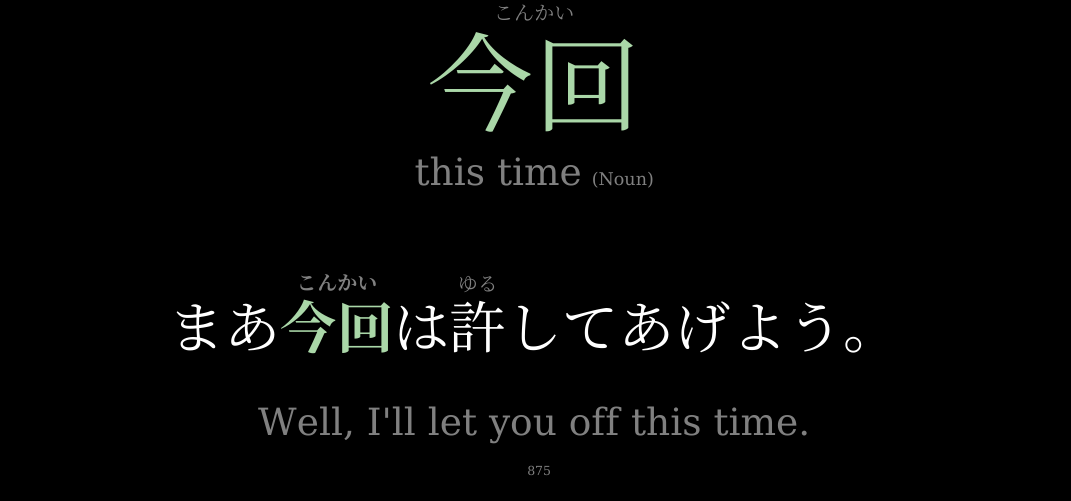 こんかい
今回
this time (Noun)
こんかい ゆる
まあ今回は許してあげよう。
Well, I'll let you off this time.
875